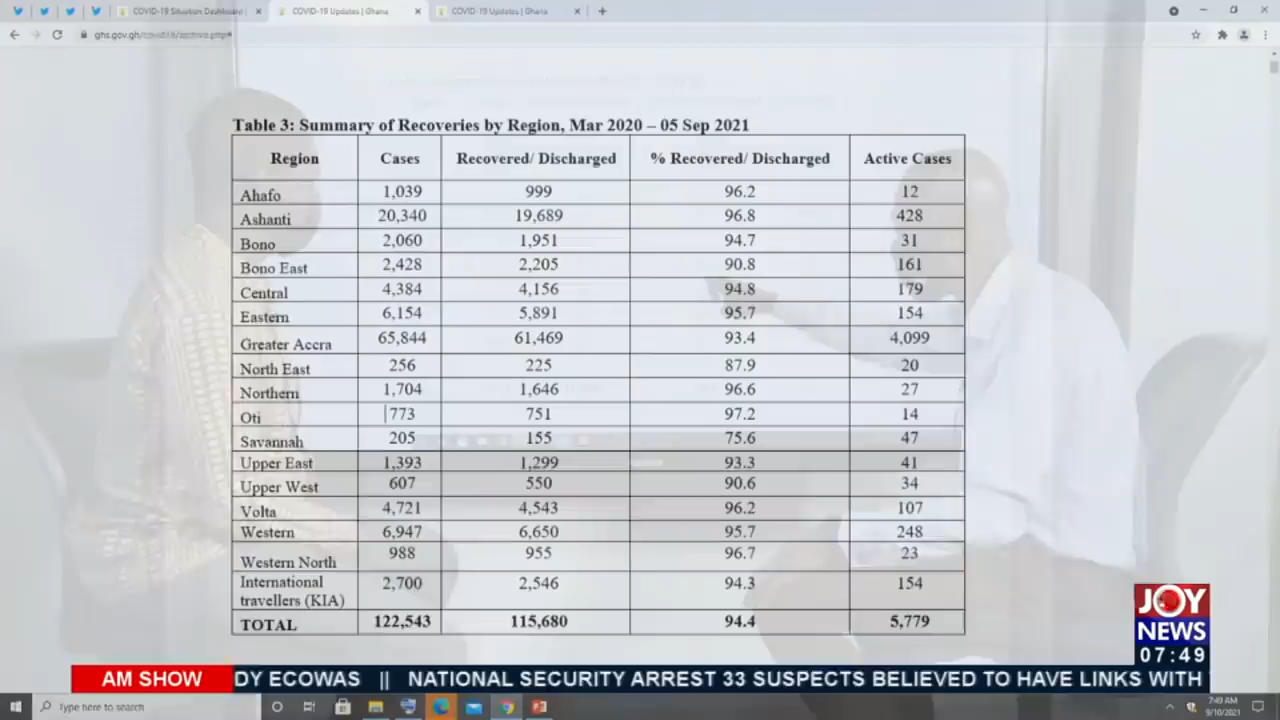 COVID-19 Situation Dashboard
COVID-19 Updates | Ghana
COVID-19 Updates | Ghana
Table 3: Summary of Recoveries by Region, Mar 2020 – 05 Sep 2021
Region Cases Recovered/ Discharged % Recovered/ Discharged Active Cases
Ahafo 1,039 999 96.2 12
Ashanti 20,340 19,689 96.8 428
Bono 2,060 1,951 94.7 31
Bono East 2,428 2,205 90.8 161
Central 4,384 4,156 94.8 179
Eastern 6,154 5,891 95.7 154
Greater Accra 65,844 61,469 93.4 4,099
North East 256 225 87.9 20
Northern 1,704 1,646 96.6 27
Oti 773 751 97.2 14
Savannah 205 155 75.6 47
Upper East 1,393 1,299 93.3 41
Upper West 607 550 90.6 34
Volta 4,721 4,543 96.2 107
Western 6,947 6,650 95.7 248
Western North 988 955 96.7 23
International travellers (KIA) 2,700 2,546 94.3 154
TOTAL 122,543 115,680 94.4 5,779
JOY
NEWS
07:49
AM SHOW DY ECOWAS || NATIONAL SECURITY ARREST 33 SUSPECTS BELIEVED TO HAVE LINKS WITH
Type here to search
7:49 AM
9/10/2021